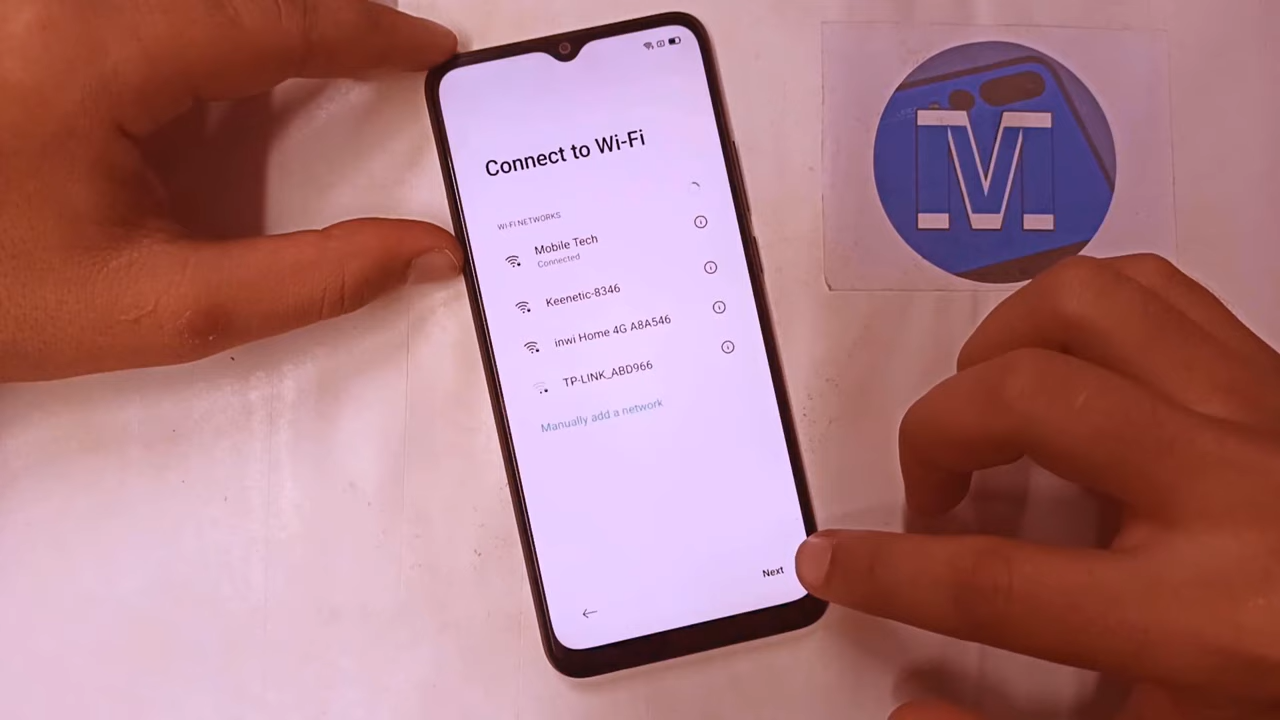 Connect to Wi-Fi
WI-FI NETWORKS
Mobile Tech
Connected
Keenetic-8346
inwi Home 4G A8A546
TP-LINK_ABD966
Manually add a network
Next
M